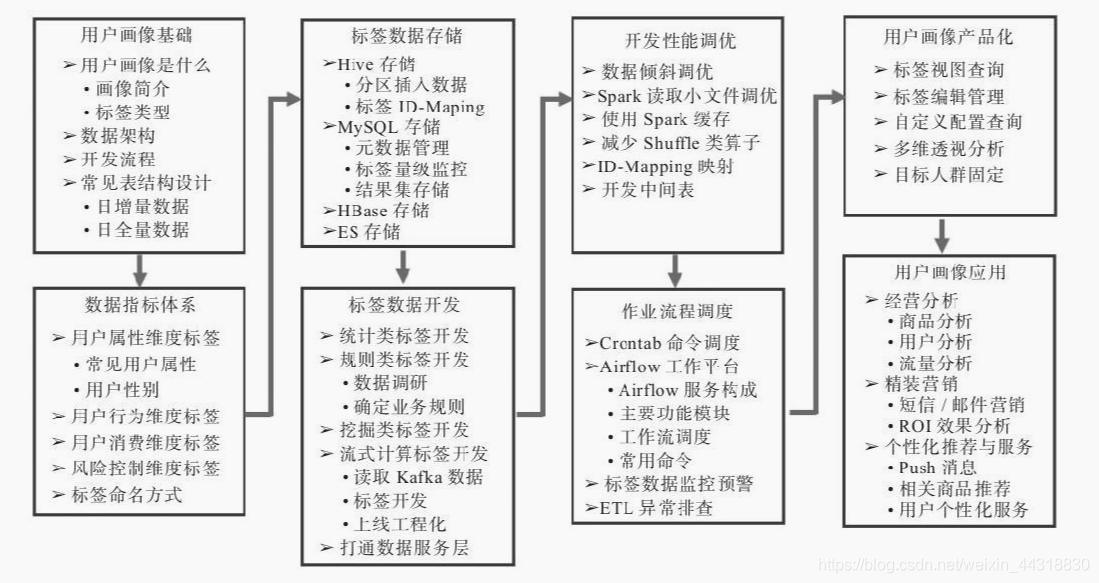 用户画像基础
➢用户画像是什么
•画像简介
•标签类型
➢数据架构
➢开发流程
➢常见表结构设计
•日增量数据
•日全量数据
数据指标体系
➢用户属性维度标签
•常见用户属性
•用户性别
➢用户行为维度标签
➢用户消费维度标签
➢风险控制维度标签
➢标签命名方式
标签数据存储
➢Hive 存储
•分区插入数据
•标签 ID-Maping
➢MySQL 存储
•元数据管理
•标签量级监控
•结果集存储
➢HBase 存储
➢ES 存储
标签数据开发
➢统计类标签开发
➢规则类标签开发
•数据调研
•确定业务规则
➢挖掘类标签开发
➢流式计算标签开发
•读取 Kafka 数据
•标签开发
•上线工程化
➢打通数据服务层
开发性能调优
➢数据倾斜调优
➢Spark 读取小文件调优
➢使用 Spark 缓存
➢减少 Shuffle 类算子
➢ID-Mapping 映射
➢开发中间表
作业流程调度
➢Crontab 命令调度
➢Airflow 工作平台
•Airflow 服务构成
•主要功能模块
•工作流调度
•常用命令
➢标签数据监控预警
➢ETL 异常排查
用户画像产品化
➢标签视图查询
➢标签编辑管理
➢自定义配置查询
➢多维透视分析
➢目标人群固定
用户画像应用
➢经营分析
•商品分析
•用户分析
•流量分析
➢精装营销
•短信 / 邮件营销
•ROI 效果分析
➢个性化推荐与服务
•Push 消息
•相关商品推荐
•用户个性化服务
https://blog.csdn.net/weixin_44318830